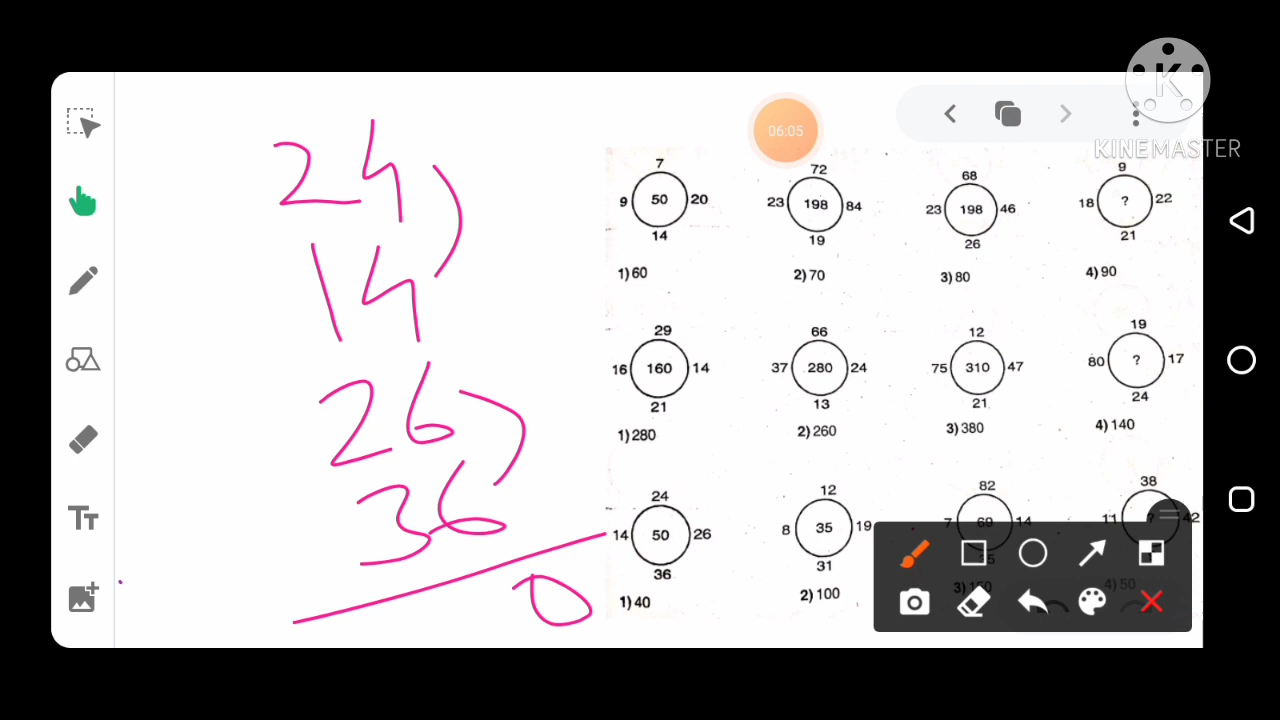 06:05
KINEMASTER
24
14
26
36
0
7
9 50 20
14
72
23 198 84
19
68
23 198 46
26
9
18 ? 22
21
1) 60 2) 70 3) 80 4) 90
29
16 160 14
21
66
37 280 24
13
12
75 310 47
21
19
80 ? 17
24
1) 280 2) 260 3) 380 4) 140
24
14 50 26
36
12
8 35 19
31
82
7 69 14
38
11 ? 42
1) 40 2) 100 4) 50
TT
K